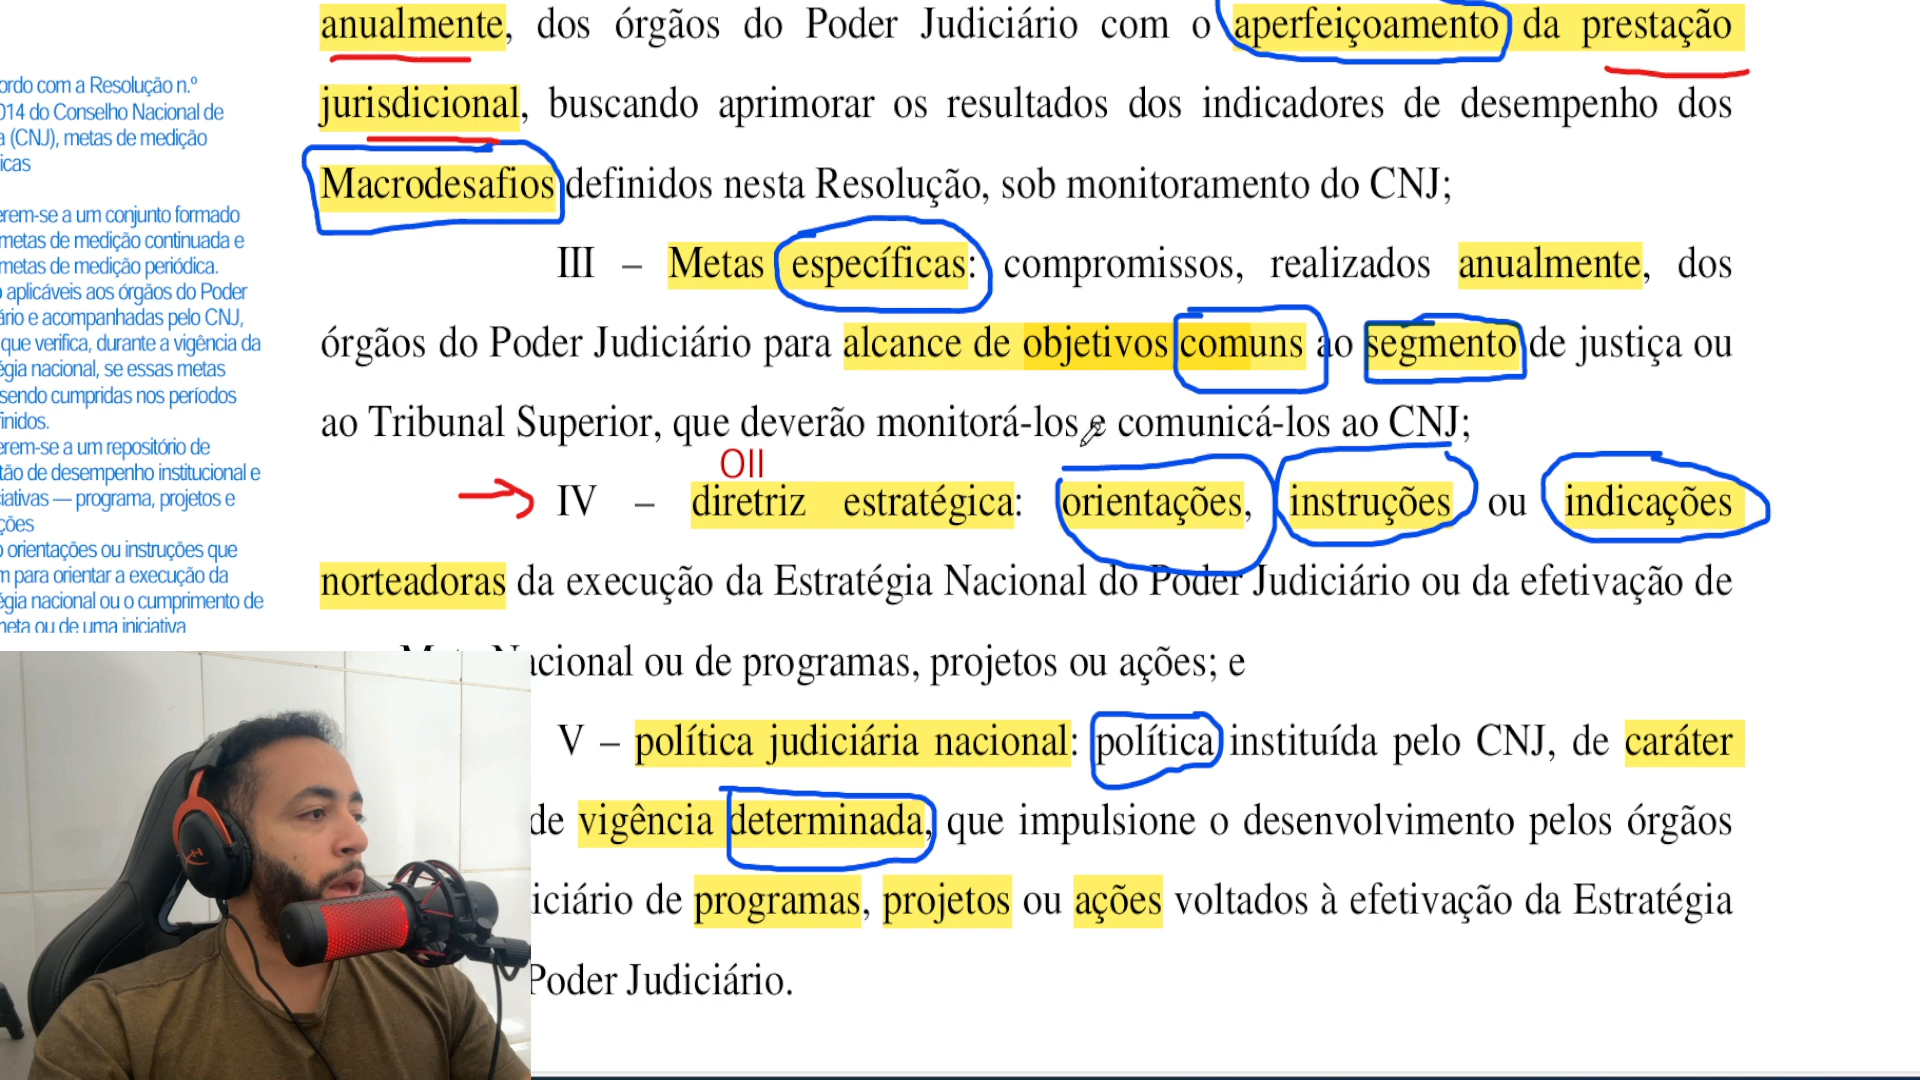 ordo com a Resolução n.º
014 do Conselho Nacional de
a (CNJ), metas de medição
icas
erem-se a um conjunto formado
metas de medição continuada e
metas de medição periódica.
o aplicáveis aos órgãos do Poder
ário e acompanhadas pelo CNJ,
que verifica, durante a vigência da
égia nacional, se essas metas
sendo cumpridas nos períodos
finidos.
erem-se a um repositório de
tão de desempenho institucional e
iativas — programa, projetos e
ções
o orientações ou instruções que
m para orientar a execução da
égia nacional ou o cumprimento de
neta ou de uma iniciativa
anualmente, dos órgãos do Poder Judiciário com o aperfeiçoamento da prestação
jurisdicional, buscando aprimorar os resultados dos indicadores de desempenho dos
Macrodesafios definidos nesta Resolução, sob monitoramento do CNJ;
III – Metas específicas: compromissos, realizados anualmente, dos
órgãos do Poder Judiciário para alcance de objetivos comuns ao segmento de justiça ou
ao Tribunal Superior, que deverão monitorá-los e comunicá-los ao CNJ;
OII
IV – diretriz estratégica: orientações, instruções ou indicações
norteadoras da execução da Estratégia Nacional do Poder Judiciário ou da efetivação de
Nacional ou de programas, projetos ou ações; e
V – política judiciária nacional: política instituída pelo CNJ, de caráter
de vigência determinada, que impulsione o desenvolvimento pelos órgãos
iciário de programas, projetos ou ações voltados à efetivação da Estratégia
Poder Judiciário.